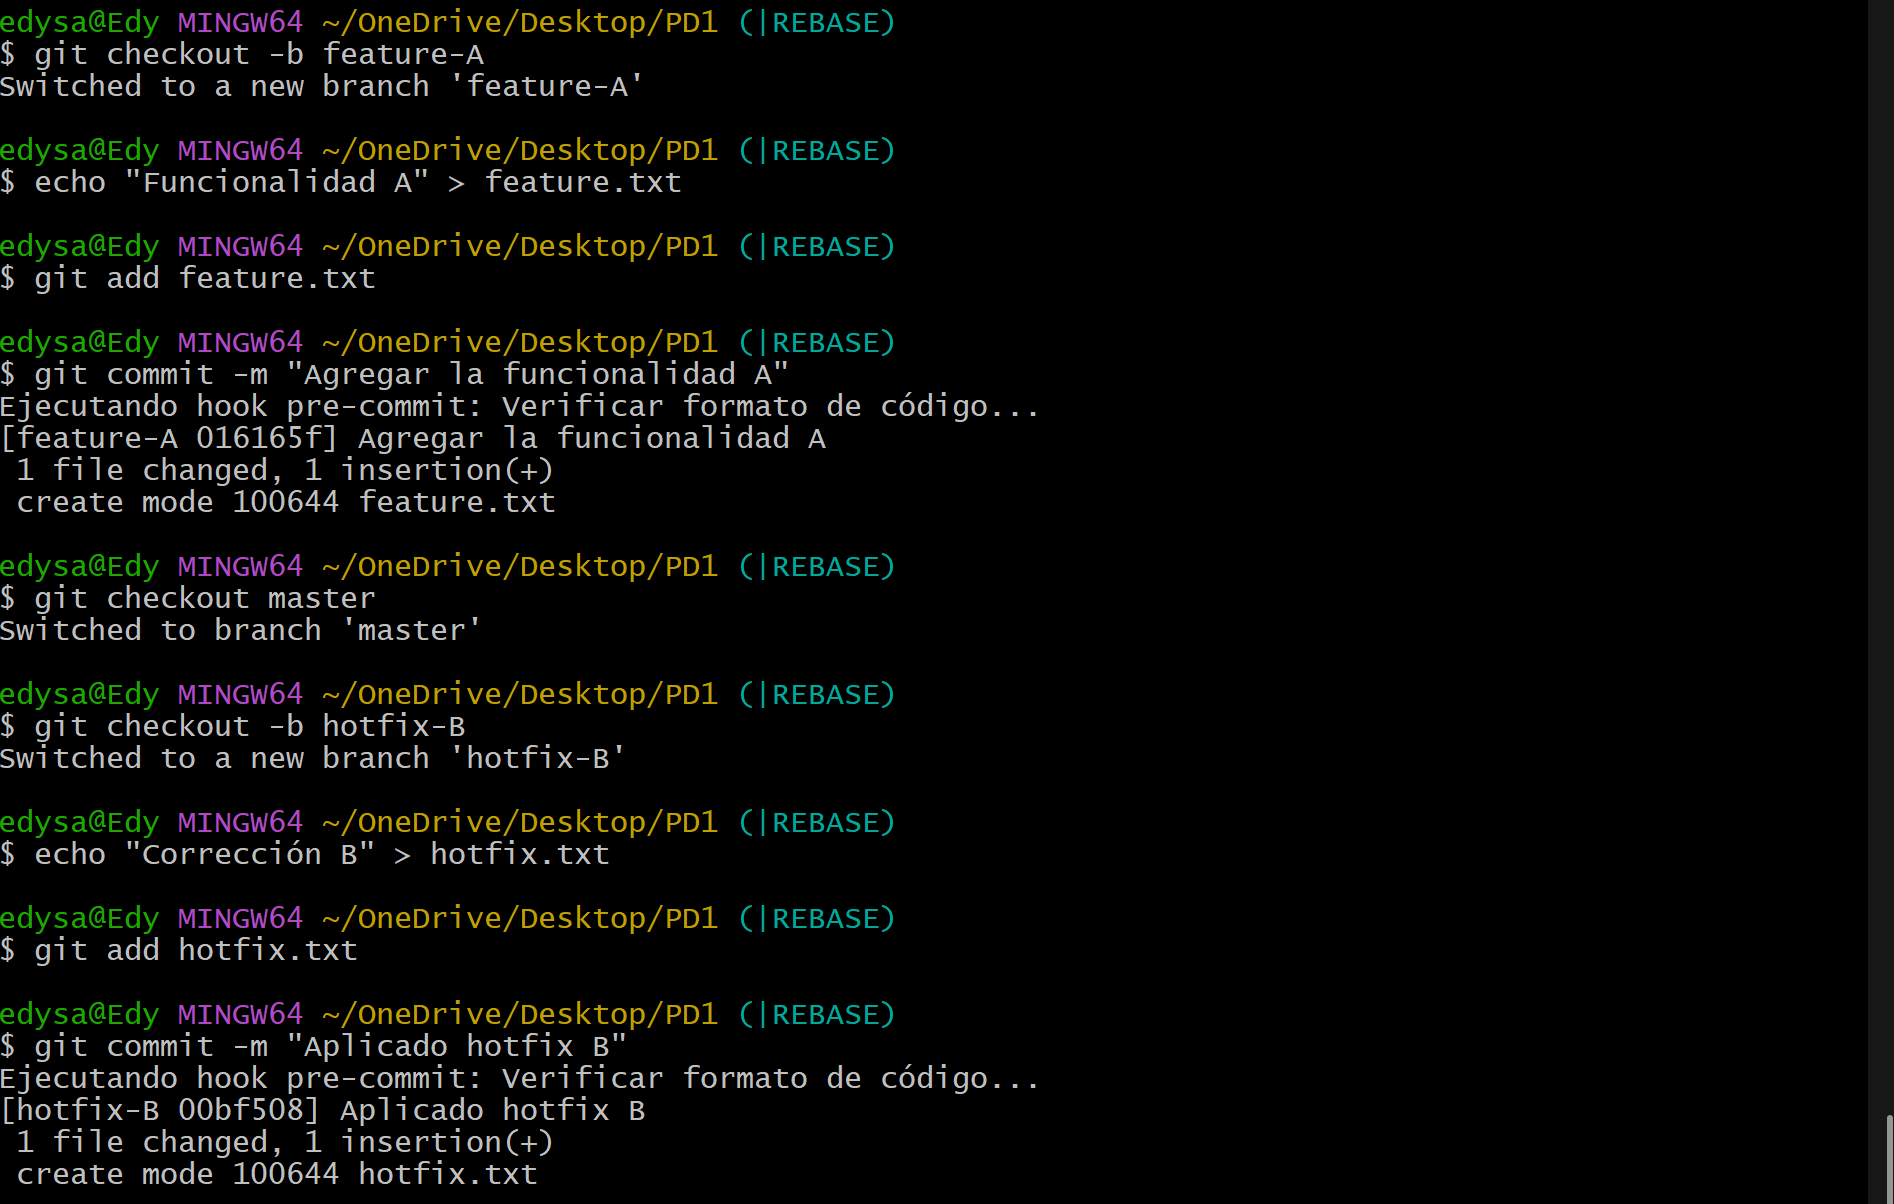 edysa@Edy MINGW64 ~/OneDrive/Desktop/PD1 (|REBASE)
$ git checkout -b feature-A
Switched to a new branch 'feature-A'
edysa@Edy MINGW64 ~/OneDrive/Desktop/PD1 (|REBASE)
$ echo "Funcionalidad A" > feature.txt
edysa@Edy MINGW64 ~/OneDrive/Desktop/PD1 (|REBASE)
$ git add feature.txt
edysa@Edy MINGW64 ~/OneDrive/Desktop/PD1 (|REBASE)
$ git commit -m "Agregar la funcionalidad A"
Ejecutando hook pre-commit: Verificar formato de código...
[feature-A 016165f] Agregar la funcionalidad A
 1 file changed, 1 insertion(+)
 create mode 100644 feature.txt
edysa@Edy MINGW64 ~/OneDrive/Desktop/PD1 (|REBASE)
$ git checkout master
Switched to branch 'master'
edysa@Edy MINGW64 ~/OneDrive/Desktop/PD1 (|REBASE)
$ git checkout -b hotfix-B
Switched to a new branch 'hotfix-B'
edysa@Edy MINGW64 ~/OneDrive/Desktop/PD1 (|REBASE)
$ echo "Corrección B" > hotfix.txt
edysa@Edy MINGW64 ~/OneDrive/Desktop/PD1 (|REBASE)
$ git add hotfix.txt
edysa@Edy MINGW64 ~/OneDrive/Desktop/PD1 (|REBASE)
$ git commit -m "Aplicado hotfix B"
Ejecutando hook pre-commit: Verificar formato de código...
[hotfix-B 00bf508] Aplicado hotfix B
 1 file changed, 1 insertion(+)
 create mode 100644 hotfix.txt